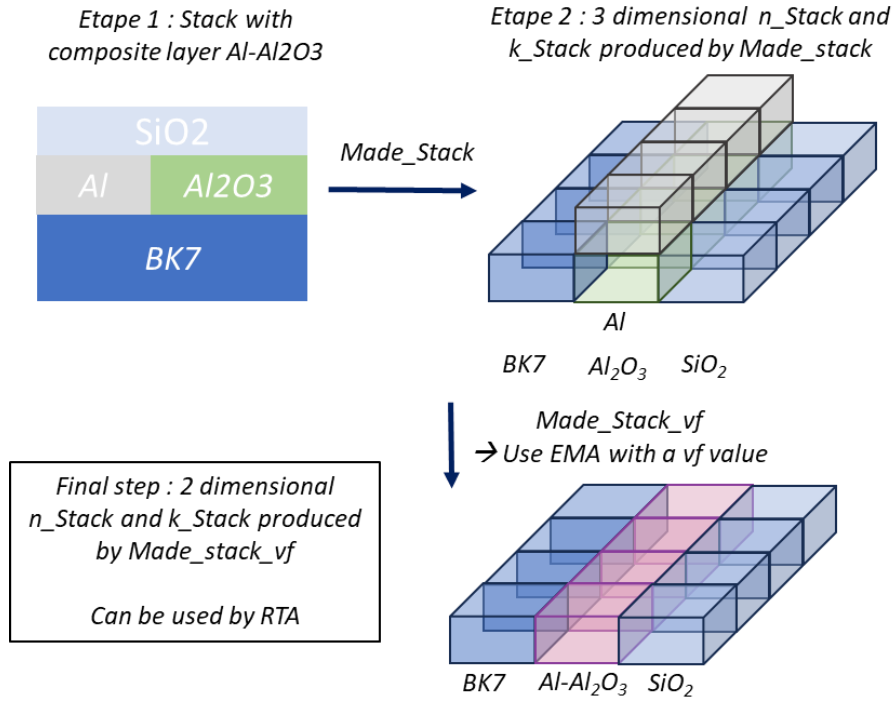 Etape 1 : Stack with
composite layer Al-Al2O3
SiO2
Al
Al2O3
BK7
Made_Stack
Etape 2 : 3 dimensional n_Stack and
k_Stack produced by Made_stack
Al
BK7
Al₂O₃
SiO₂
Made_Stack_vf
→ Use EMA with a vf value
Final step : 2 dimensional
n_Stack and k_Stack produced
by Made_stack_vf
Can be used by RTA
BK7
Al-Al₂O₃
SiO₂